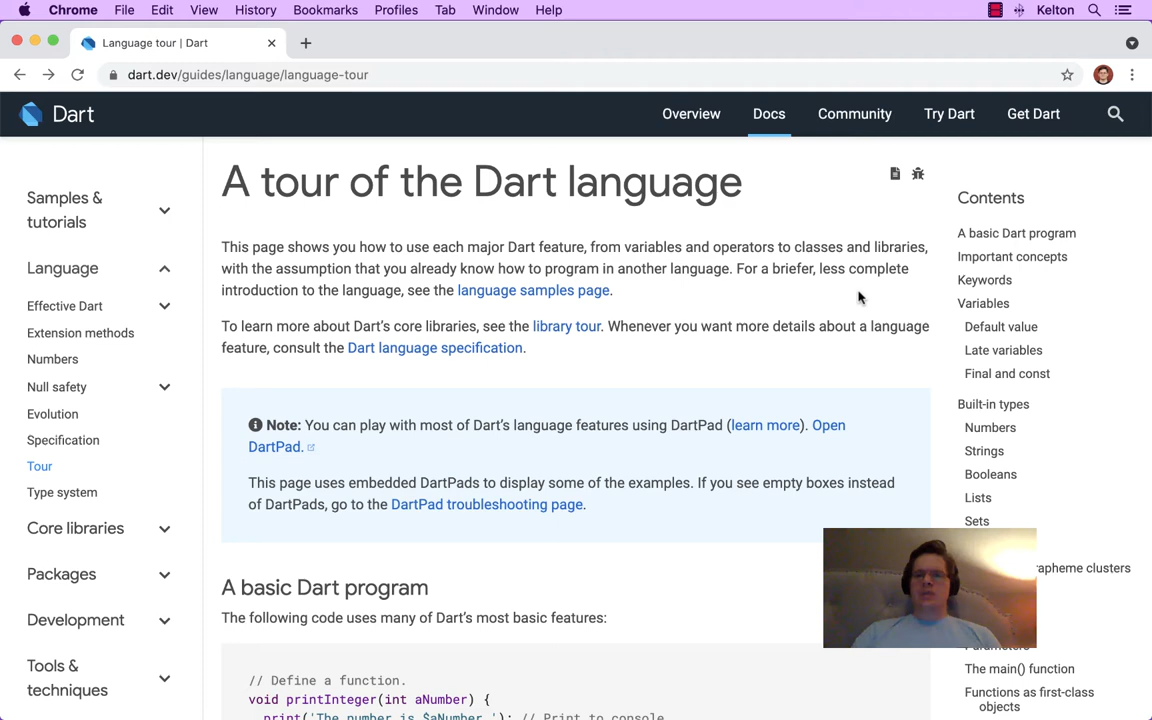 Chrome File Edit View History Bookmarks Profiles Tab Window Help Kelton
Language tour | Dart
dart.dev/guides/language/language-tour
Dart Overview Docs Community Try Dart Get Dart
Samples &
tutorials
Language
Effective Dart
Extension methods
Numbers
Null safety
Evolution
Specification
Tour
Type system
Core libraries
Packages
Development
Tools &
techniques
A tour of the Dart language
This page shows you how to use each major Dart feature, from variables and operators to classes and libraries,
with the assumption that you already know how to program in another language. For a briefer, less complete
introduction to the language, see the language samples page.
To learn more about Dart's core libraries, see the library tour. Whenever you want more details about a language
feature, consult the Dart language specification.
Note: You can play with most of Dart's language features using DartPad (learn more). Open
DartPad.
This page uses embedded DartPads to display some of the examples. If you see empty boxes instead
of DartPads, go to the DartPad troubleshooting page.
A basic Dart program
The following code uses many of Dart's most basic features:
// Define a function.
void printInteger(int aNumber) {
print('The number is $aNumber.'); // Print to console.
Contents
A basic Dart program
Important concepts
Keywords
Variables
Default value
Late variables
Final and const
Built-in types
Numbers
Strings
Booleans
Lists
Sets
rapheme clusters
Parameters
The main() function
Functions as first-class
objects